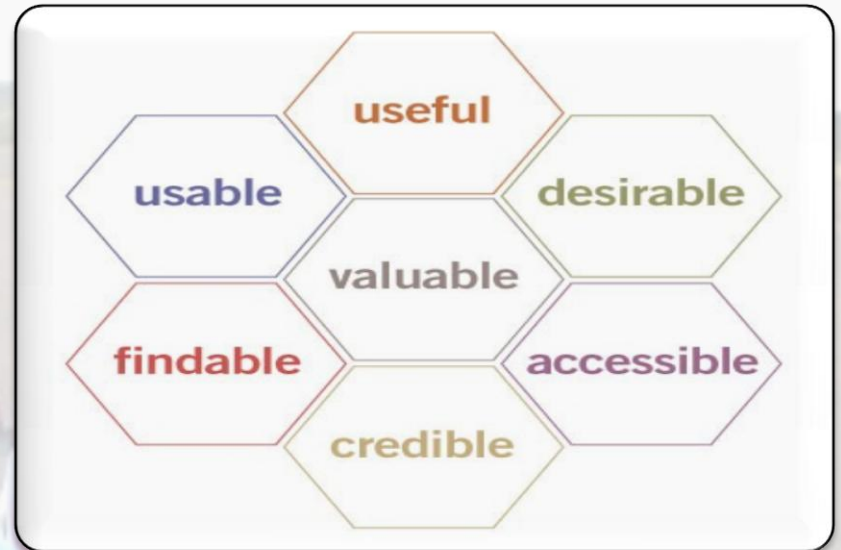 useful
usable
desirable
valuable
findable
accessible
credible